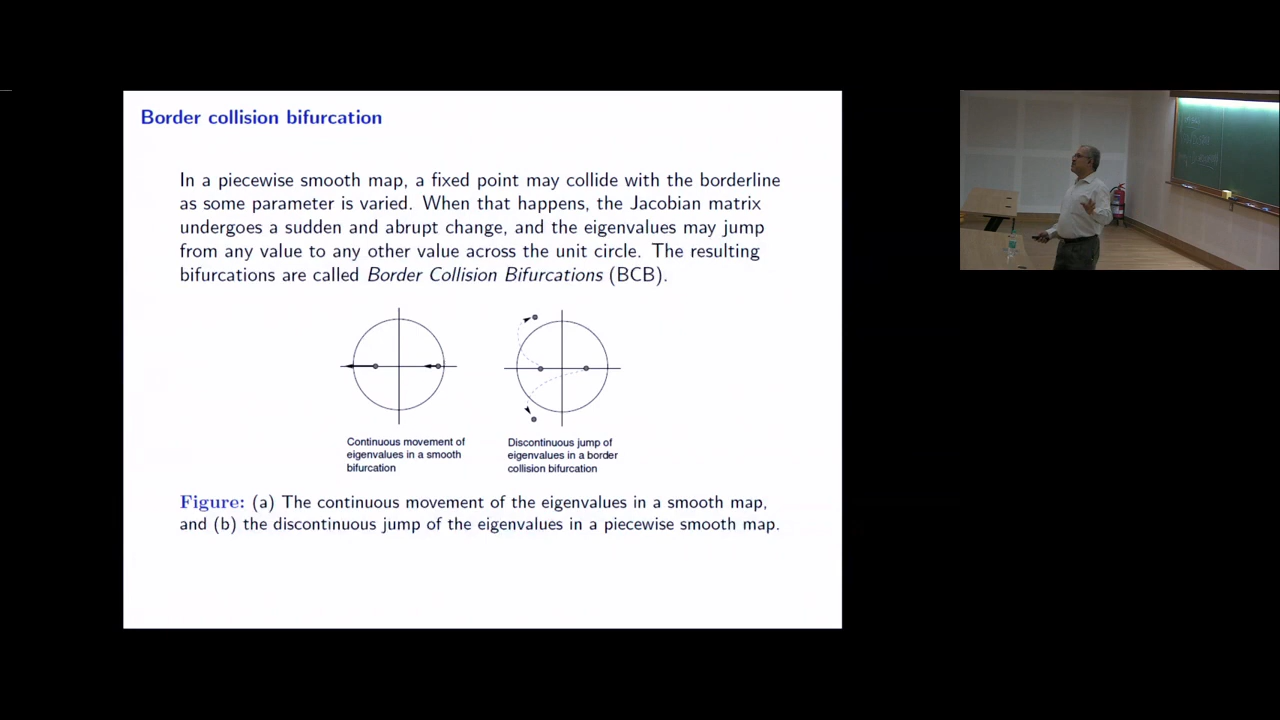 Border collision bifurcation
In a piecewise smooth map, a fixed point may collide with the borderline
as some parameter is varied. When that happens, the Jacobian matrix
undergoes a sudden and abrupt change, and the eigenvalues may jump
from any value to any other value across the unit circle. The resulting
bifurcations are called Border Collision Bifurcations (BCB).
Continuous movement of
eigenvalues in a smooth
bifurcation
Discontinuous jump of
eigenvalues in a border
collision bifurcation
Figure: (a) The continuous movement of the eigenvalues in a smooth map,
and (b) the discontinuous jump of the eigenvalues in a piecewise smooth map.